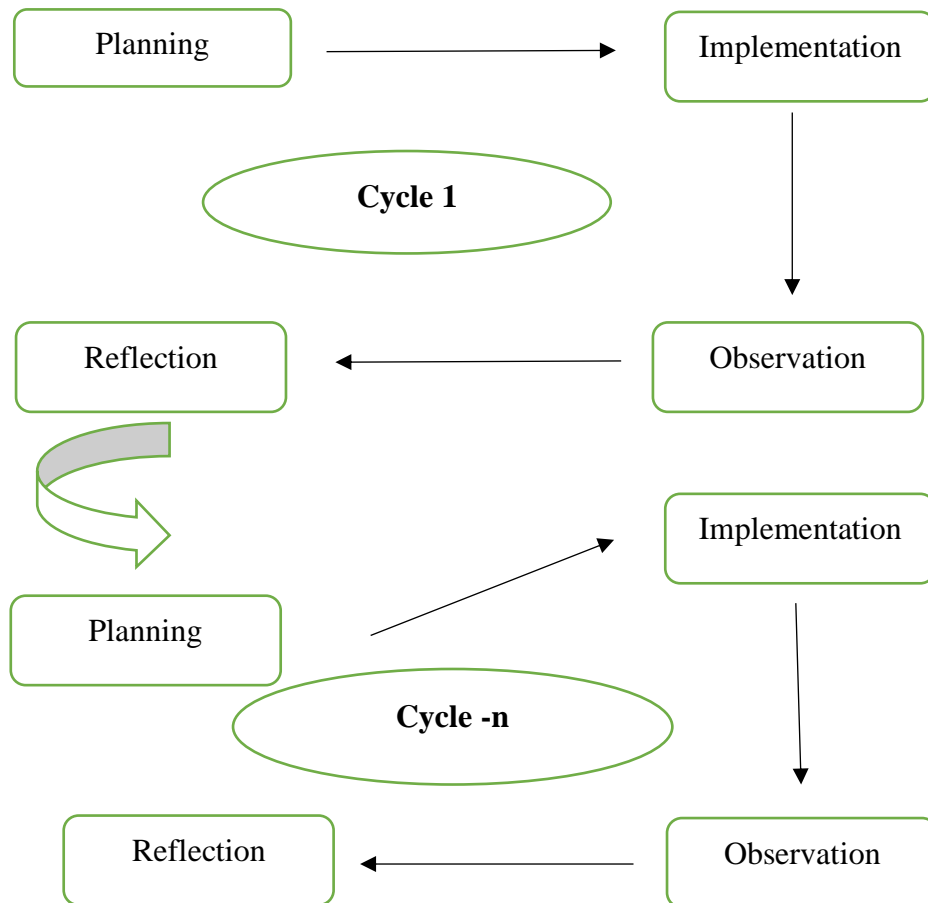 Planning
Implementation
Cycle 1
Reflection
Observation
Implementation
Planning
Cycle -n
Reflection
Observation